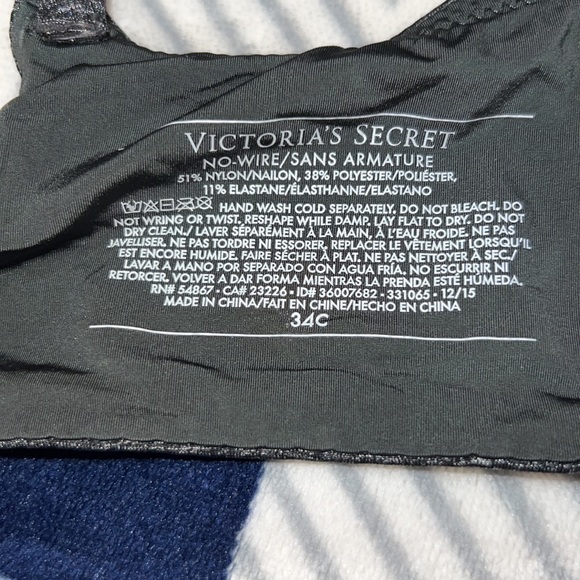 VICTORIA'S SECRET
NO-WIRE/SANS ARMATURE
51% NYLON/NAILON, 38% POLYESTER/POLIÉSTER,
11% ELASTANE/ÉLASTHANNE/ELASTANO
HAND WASH COLD SEPARATELY. DO NOT BLEACH. DO
NOT WRING OR TWIST. RESHAPE WHILE DAMP. LAY FLAT TO DRY. DO NOT
DRY CLEAN./ LAVER SÉPARÉMENT À LA MAIN, À L'EAU FROIDE. NE PAS
JAVELLISER. NE PAS TORDRE NI ESSORER. REPLACER LE VÊTEMENT LORSQU'IL
EST ENCORE HUMIDE. FAIRE SÉCHER À PLAT. NE PAS NETTOYER À SEC./
LAVAR A MANO POR SEPARADO CON AGUA FRÍA. NO ESCURRIR NI
RETORCER. VOLVER A DAR FORMA MIENTRAS LA PRENDA ESTÉ HÚMEDA.
RN# 54867 - CA# 23226 - ID# 36007682 - 331065 - 12/15
MADE IN CHINA/FAIT EN CHINE/HECHO EN CHINA
34C